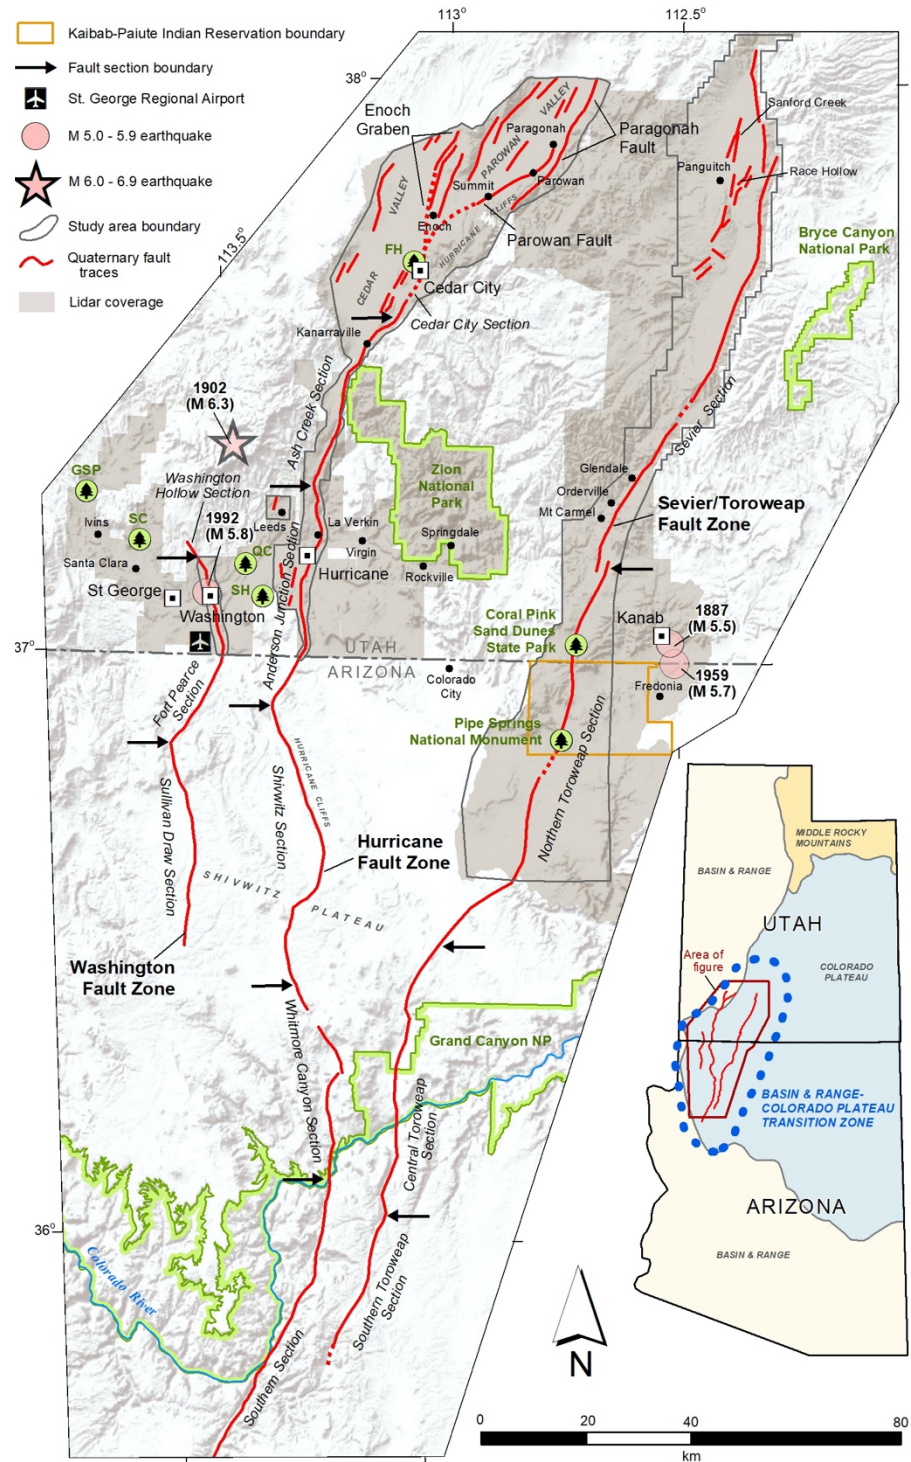 113°
112.5°
Kaibab-Paiute Indian Reservation boundary
Fault section boundary
St. George Regional Airport
M 5.0 - 5.9 earthquake
M 6.0 - 6.9 earthquake
Study area boundary
Quaternary fault
traces
Lidar coverage
38°
113.5°
Enoch
Graben
VALLEY
PAROWAN
Paragonah
Paragonah
Fault
Sanford Creek
Panguitch
Race Hollow
Summit
Parowan
VALLEY
CEDAR
Enoch
HURRICANE
CLIFFS
Parowan Fault
Bryce Canyon
National Park
FH
Cedar City
Cedar City Section
Kanarraville
1902
(M 6.3)
Ash Creek Section
Sevier Section
GSP
Washington
Hollow Section
Zion
National
Park
Glendale
Orderville
Mt Carmel
Sevier/Toroweap
Fault Zone
SC
Ivins
1992
(M 5.8)
Leeds
La Verkin
Virgin
Springdale
Rockville
Santa Clara
QC
Hurricane
St George
SH
Washington
Anderson Junction Section
Coral Pink
Sand Dunes
State Park
Kanab
1887
(M 5.5)
37°
UTAH
ARIZONA
Colorado
City
1959
(M 5.7)
Fredonia
Fort Pearce
Section
Pipe Springs
National Monument
Northern Toroweap Section
HURRICANE CLIFFS
Shivwitz Section
Sullivan Draw Section
Hurricane
Fault Zone
SHIVWITZ
PLATEAU
Washington
Fault Zone
Whitmore Canyon Section
Grand Canyon NP
Central Toroweap
Section
36°
Colorado River
Southern Toroweap
Section
Southern Section
N
MIDDLE ROCKY
MOUNTAINS
BASIN & RANGE
UTAH
COLORADO
PLATEAU
Area of
figure
BASIN & RANGE-
COLORADO PLATEAU
TRANSITION ZONE
ARIZONA
BASIN & RANGE
0
20
40
80
km